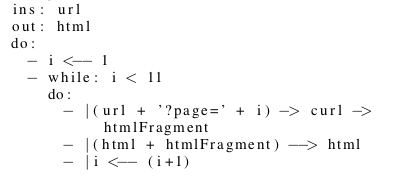 ins: url
out: html
do:
  - i <-- 1
  - while: i < 11
    do:
      - |(url + '?page=' + i) -> curl ->
          htmlFragment
      - |(html + htmlFragment) --> html
      - |i <-- (i+1)